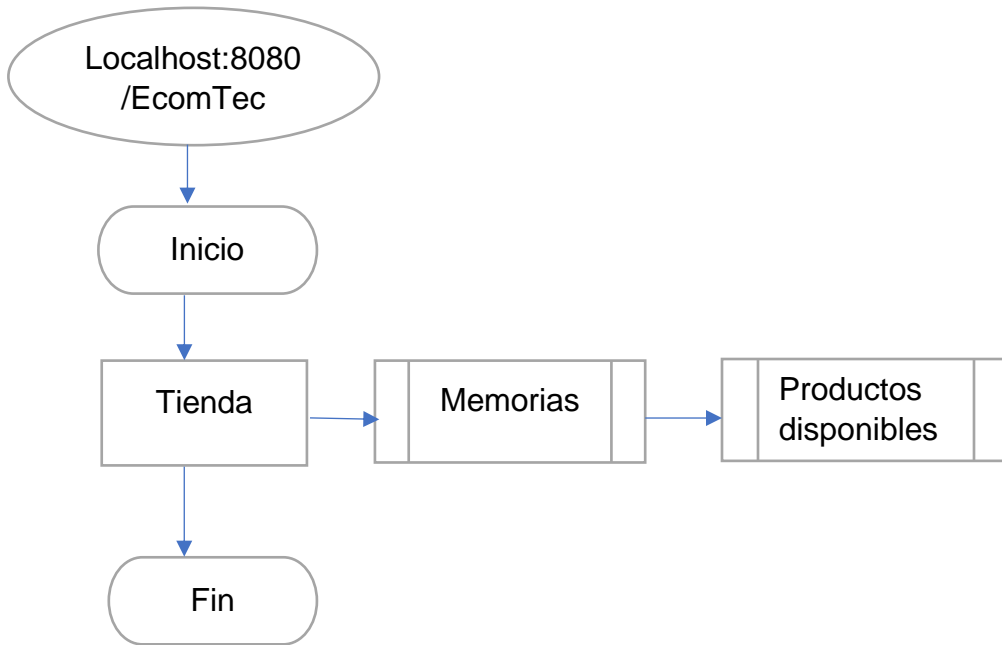 Localhost:8080
/EcomTec
Inicio
Tienda
Memorias
Productos
disponibles
Fin